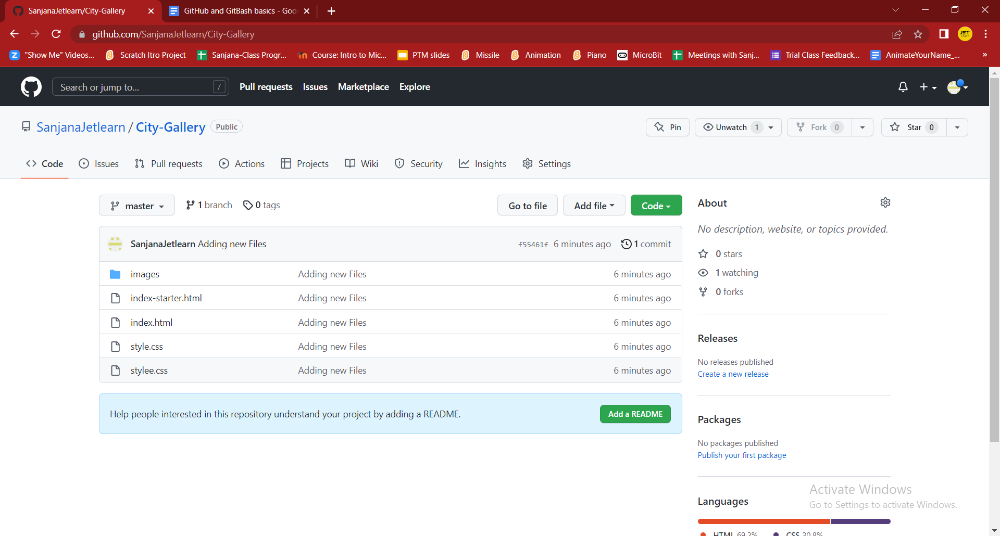 SanjanaJetlearn/City-Gallery
GitHub and GitBash basics - Goo
github.com/SanjanaJetlearn/City-Gallery
"Show Me" Videos...
Scratch Itro Project
Sanjana-Class Progr...
Course: Intro to Mic...
PTM slides
Missile
Animation
Piano
MicroBit
Meetings with Sanj...
Trial Class Feedback...
AnimateYourName_...
»
Search or jump to... /
Pull requests
Issues
Marketplace
Explore
SanjanaJetlearn / City-Gallery Public
Pin
Unwatch 1
Fork 0
Star 0
Code
Issues
Pull requests
Actions
Projects
Wiki
Security
Insights
Settings
master
1 branch
0 tags
Go to file
Add file
Code
SanjanaJetlearn Adding new Files f55461f 6 minutes ago 1 commit
images Adding new Files 6 minutes ago
index-starter.html Adding new Files 6 minutes ago
index.html Adding new Files 6 minutes ago
style.css Adding new Files 6 minutes ago
stylee.css Adding new Files 6 minutes ago
Help people interested in this repository understand your project by adding a README.
Add a README
About
No description, website, or topics provided.
0 stars
1 watching
0 forks
Releases
No releases published
Create a new release
Packages
No packages published
Publish your first package
Languages
HTML 69.2% CSS 30.8%
Activate Windows
Go to Settings to activate Windows.